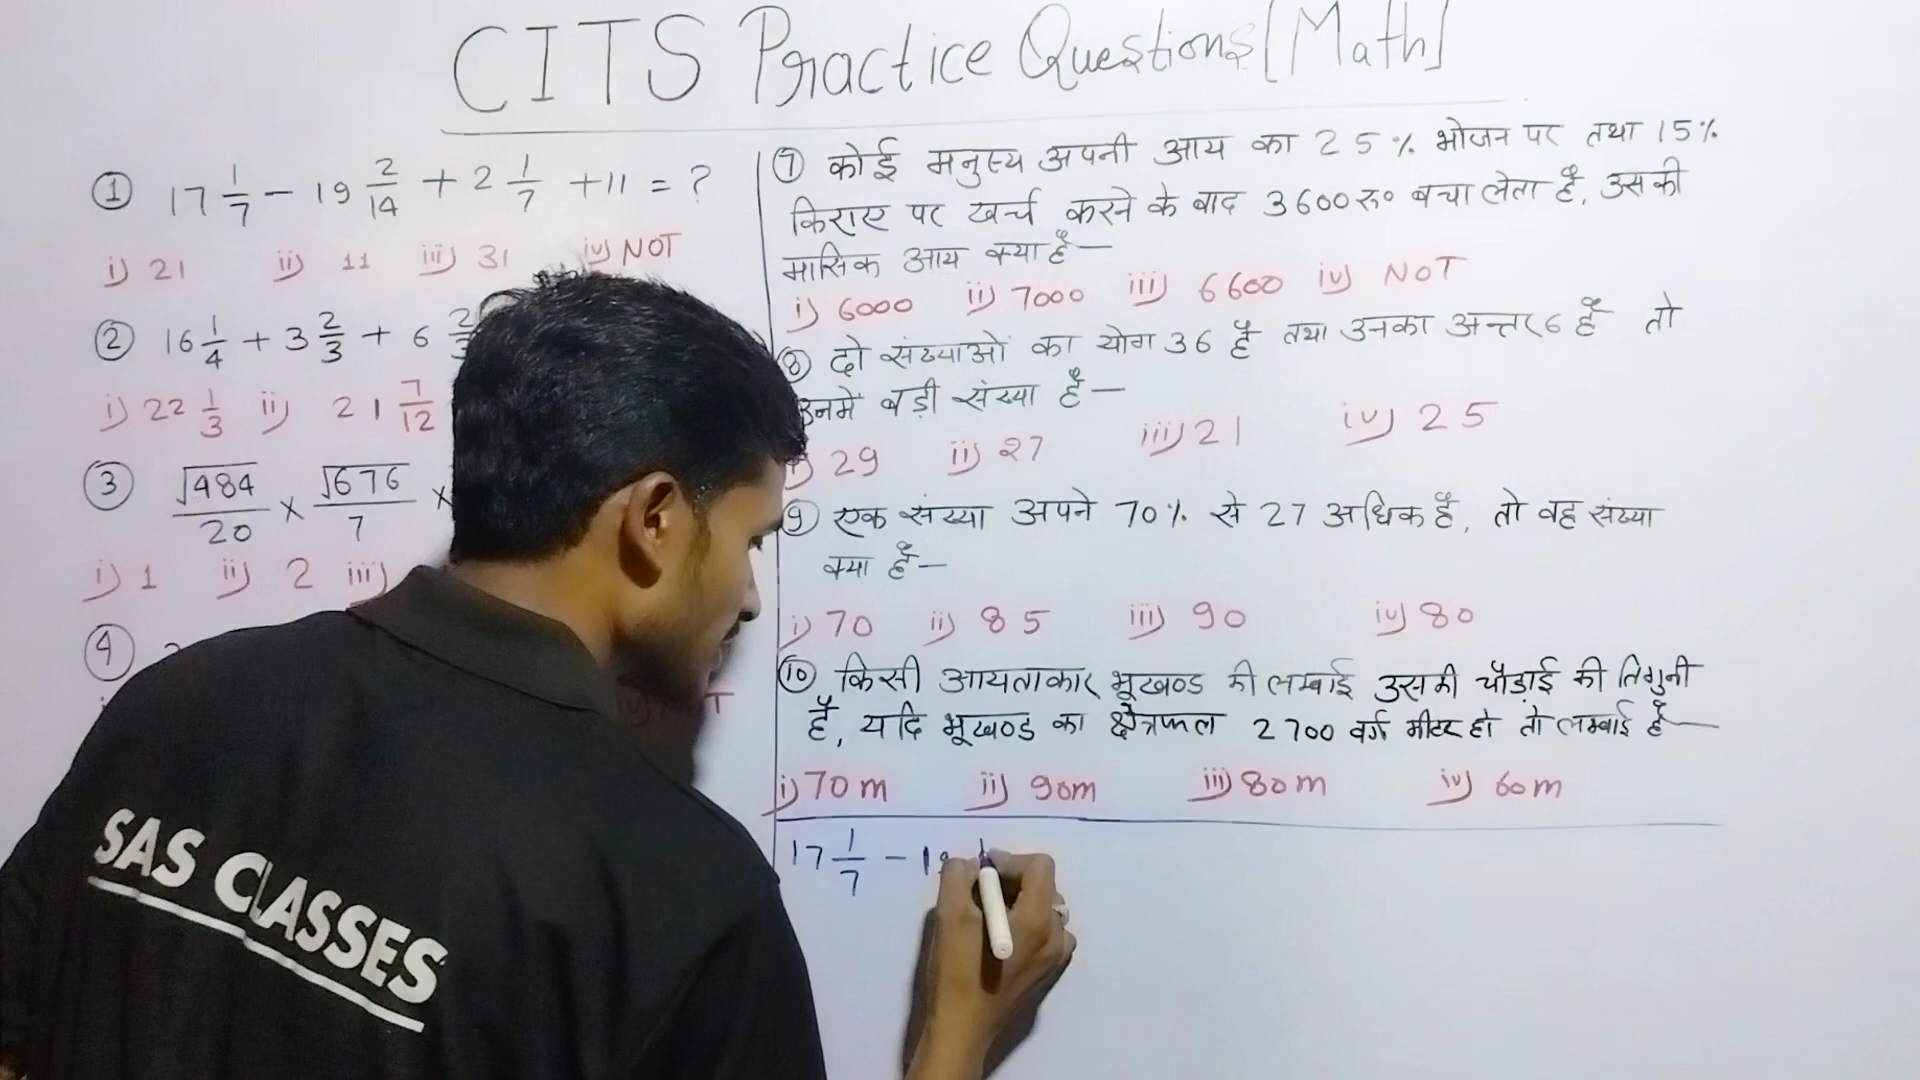 CITS Practice Questions [Math]
① 17 1/7 - 19 2/14 + 2 1/7 + 11 = ?
i) 21 ii) 11 iii) 31 iv) NOT
② 16 1/4 + 3 2/3 + 6
i) 22 1/3 ii) 21 7/12
③ √484/20 × √676/7 ×
i) 1 ii) 2 iii)
④
⑦ कोई मनुष्य अपनी आय का 25% भोजन पर तथा 15%
किराए पर खर्च करने के बाद 3600 रु० बचा लेता है, उसकी
मासिक आय क्या है—
i) 6000 ii) 7000 iii) 6600 iv) NOT
⑧ दो संख्याओं का योग 36 है तथा उनका अन्तर 6 है तो
उनमें बड़ी संख्या है—
i) 29 ii) 27 iii) 21 iv) 25
⑨ एक संख्या अपने 70% से 27 अधिक है, तो वह संख्या
क्या है—
i) 70 ii) 85 iii) 90 iv) 80
⑩ किसी आयताकार भूखण्ड की लम्बाई उसकी चौड़ाई की तिगुनी
है, यदि भूखण्ड का क्षेत्रफल 2700 वर्ग मीटर हो तो लम्बाई है—
i) 70 m ii) 90m iii) 80m iv) 60m
17 1/7 - 19
SAS CLASSES